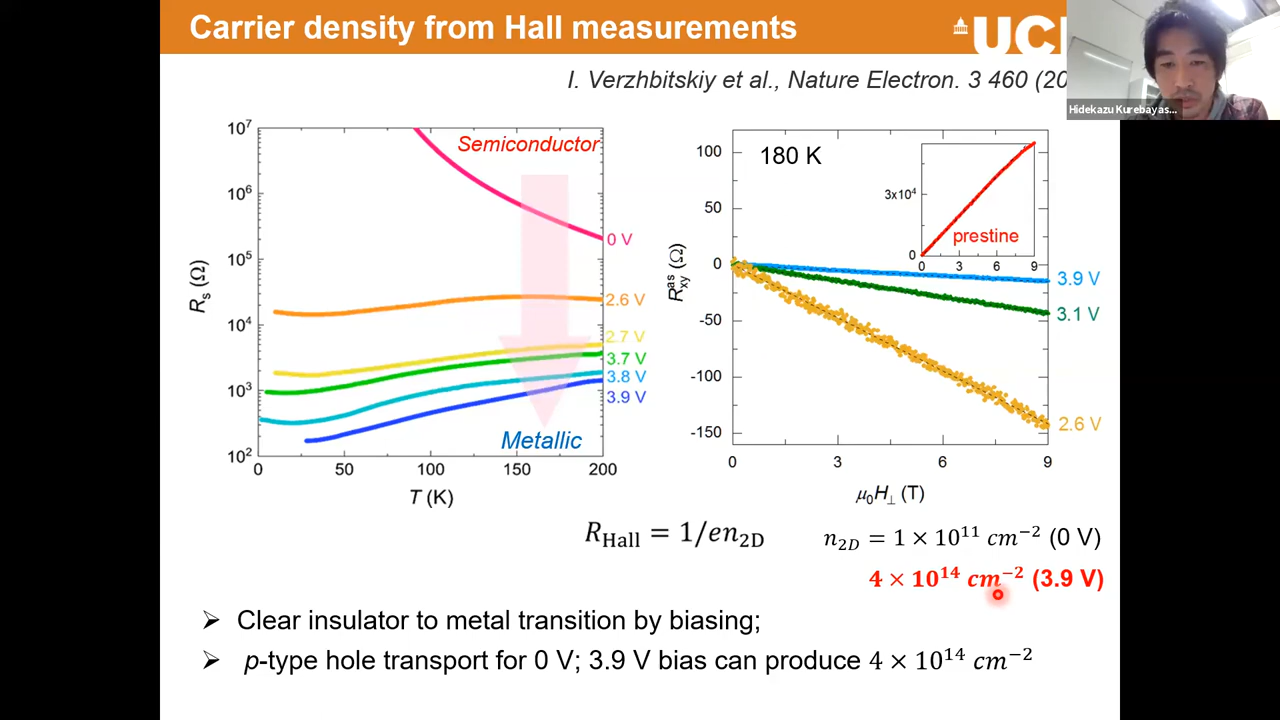 Carrier density from Hall measurements
UCL
Hidekazu Kurebayas...
I. Verzhbitskiy et al., Nature Electron. 3 460 (20
10⁷
10⁶
10⁵
10⁴
10³
10²
R_s (Ω)
Semiconductor
0 V
2.6 V
2.7 V
3.7 V
3.8 V
3.9 V
Metallic
0 50 100 150 200
T (K)
180 K
100
50
0
-50
-100
-150
R_xy^as (Ω)
3x10⁴
0
prestine
0 3 6 9
3.9 V
3.1 V
2.6 V
0 3 6 9
μ₀H⊥ (T)
R_Hall = 1/en_2D
n_2D = 1 × 10¹¹ cm⁻² (0 V)
4 × 10¹⁴ cm⁻² (3.9 V)
➢ Clear insulator to metal transition by biasing;
➢ p-type hole transport for 0 V; 3.9 V bias can produce 4 × 10¹⁴ cm⁻²